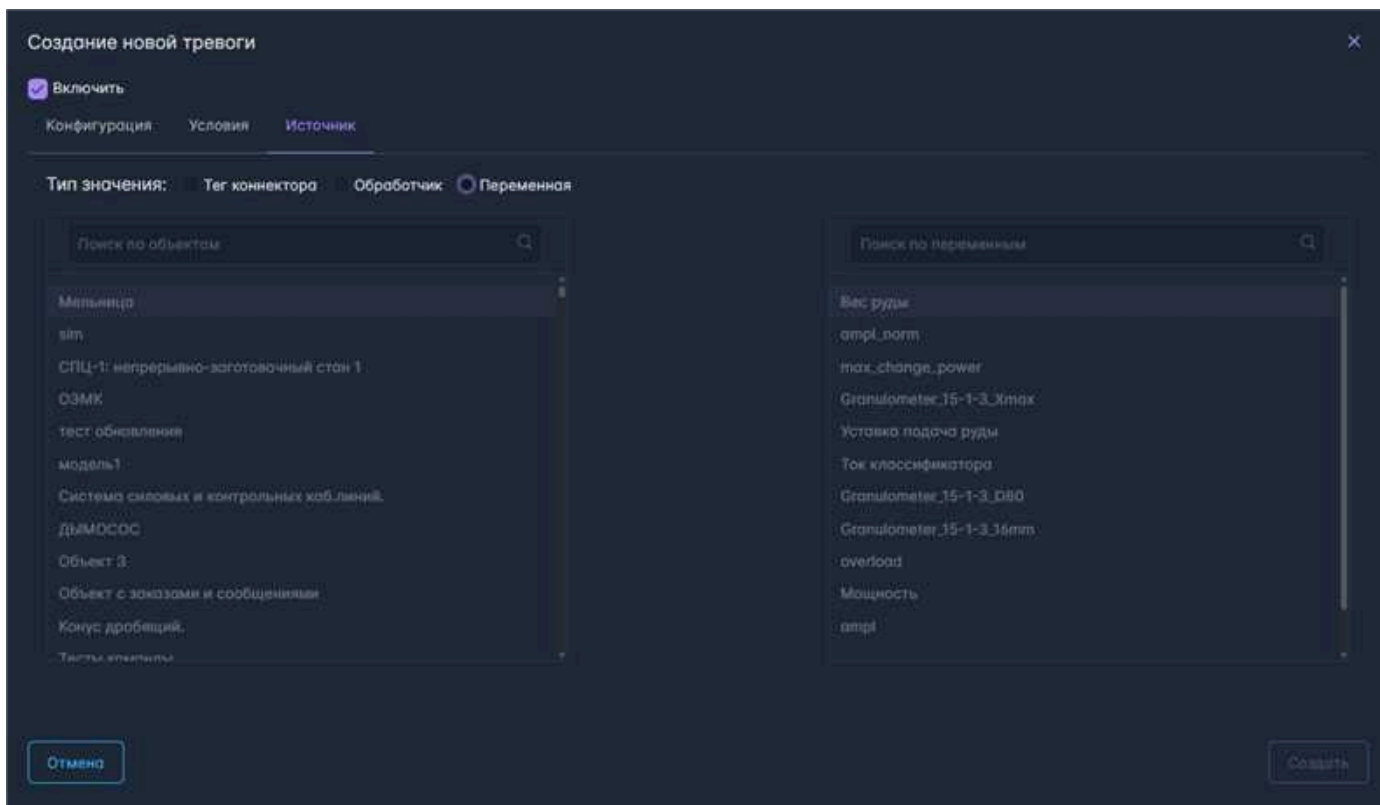 Создание новой тревоги
Включить
Конфигурация Условия Источник
Тип значения: Тег коннектора Обработчик Переменная
Поиск по объектам
Поиск по переменным
Мельница
sim
СПЦ-1: непрерывно-заготовочный стан 1
ОЭМК
тест обновления
модель1
Система силовых и контрольных каб.линий.
ДЫМОСОС
Объект 3
Объект с заказами и сообщениями
Конус дробящий.
Тесты
Вес руды
ampl_norm
max_change_power
Granulometer_15-1-3_Xmax
Уставка подача руды
Ток классификатора
Granulometer_15-1-3_D80
Granulometer_15-1-3_16mm
overload
Мощность
ampl
Отмена
Создать